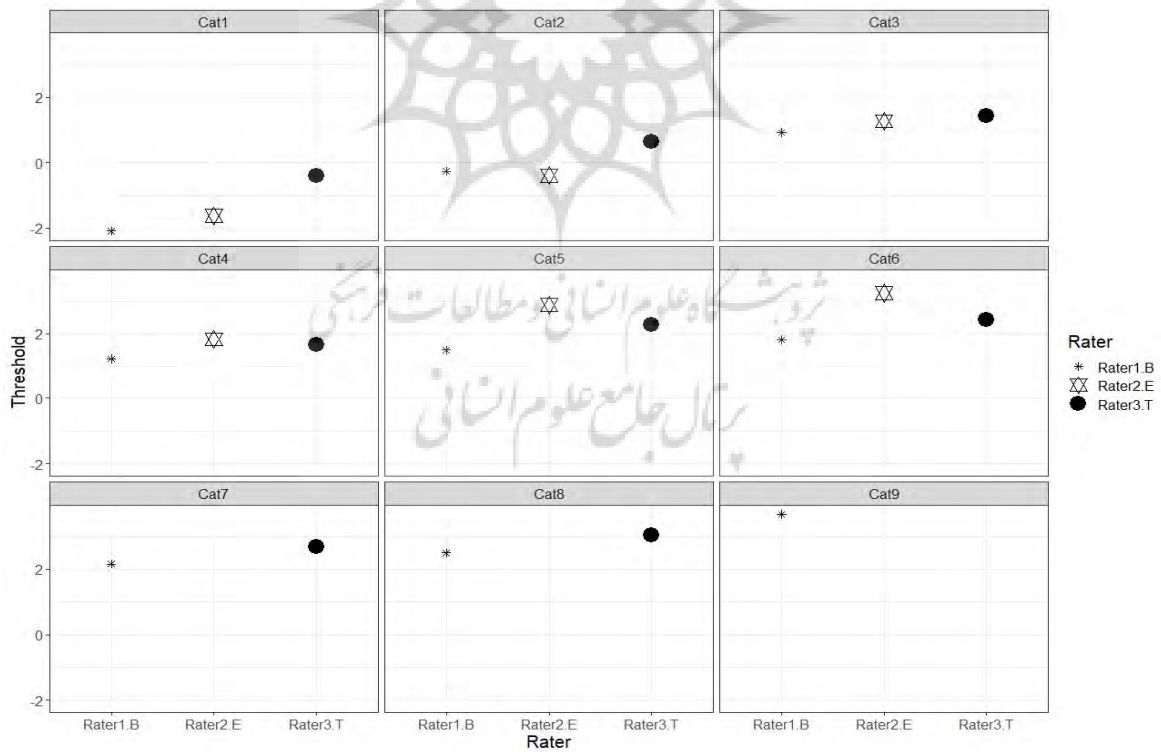 Cat1 Cat2 Cat3
2
0
-2
Cat4 Cat5 Cat6
پژوهشگاه علوم انسانی و مطالعات فرهنگی
2
Rater
Rater1.B
Threshold
0
Rater2.E
پرتال جامع علوم انسانی
Rater3.T
-2
Cat7 Cat8 Cat9
2
0
-2
Rater1.B Rater2.E Rater3.T Rater1.B Rater2.E Rater3.T Rater1.B Rater2.E Rater3.T
Rater